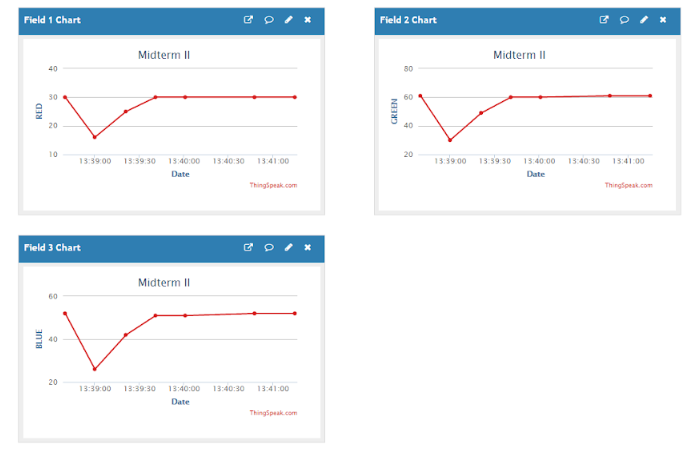 Field 1 Chart
Midterm II
RED
40
30
20
10
13:39:00 13:39:30 13:40:00 13:40:30 13:41:00
Date
ThingSpeak.com
Field 2 Chart
Midterm II
GREEN
80
60
40
20
13:39:00 13:39:30 13:40:00 13:40:30 13:41:00
Date
ThingSpeak.com
Field 3 Chart
Midterm II
BLUE
60
40
20
13:39:00 13:39:30 13:40:00 13:40:30 13:41:00
Date
ThingSpeak.com